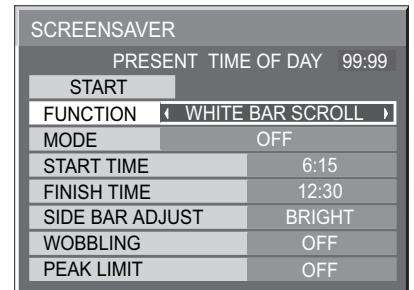 SCREENSAVER
PRESENT TIME OF DAY 99:99
START
FUNCTION WHITE BAR SCROLL
MODE OFF
START TIME 6:15
FINISH TIME 12:30
SIDE BAR ADJUST BRIGHT
WOBBLING OFF
PEAK LIMIT OFF